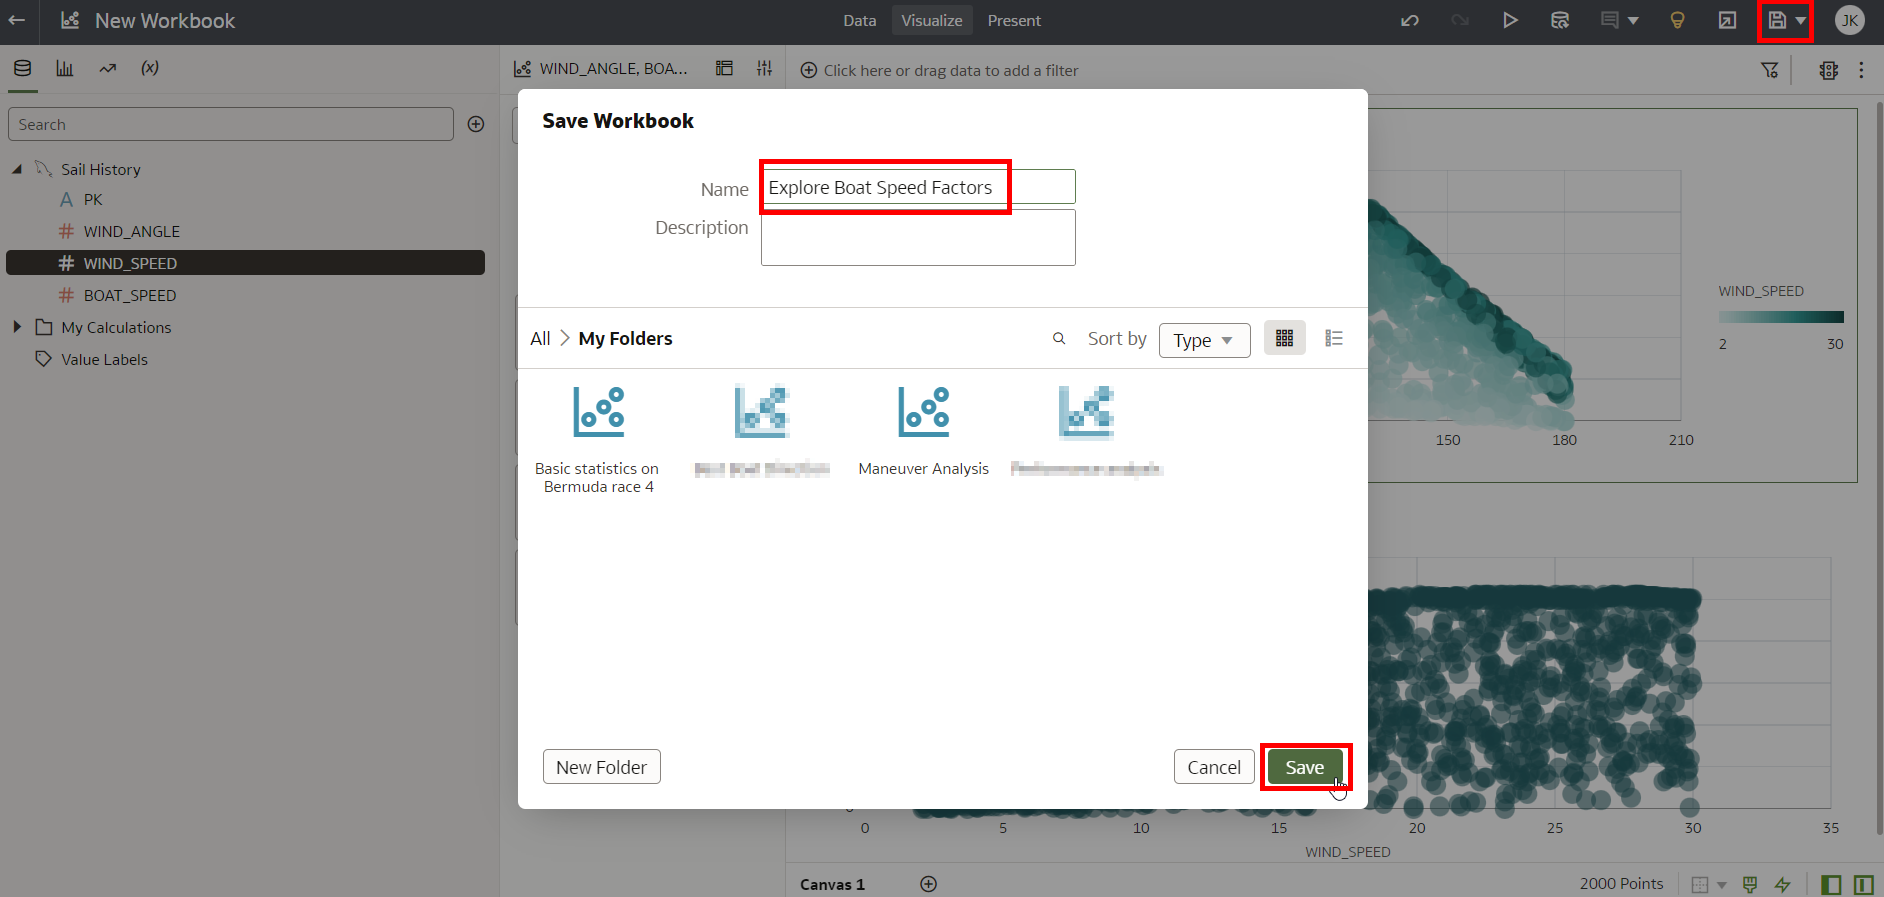 New Workbook
Data
Visualize
Present
JK
(x)
WIND_ANGLE, BOA...
Click here or drag data to add a filter
Search
Sail History
A PK
# WIND_ANGLE
# WIND_SPEED
# BOAT_SPEED
My Calculations
Value Labels
Save Workbook
Name
Explore Boat Speed Factors
Description
All > My Folders
Sort by
Type
Basic statistics on
Bermuda race 4
Maneuver Analysis
New Folder
Cancel
Save
WIND_SPEED
2
30
150
180
210
0
5
10
15
20
25
30
35
WIND_SPEED
Canvas 1
2000 Points